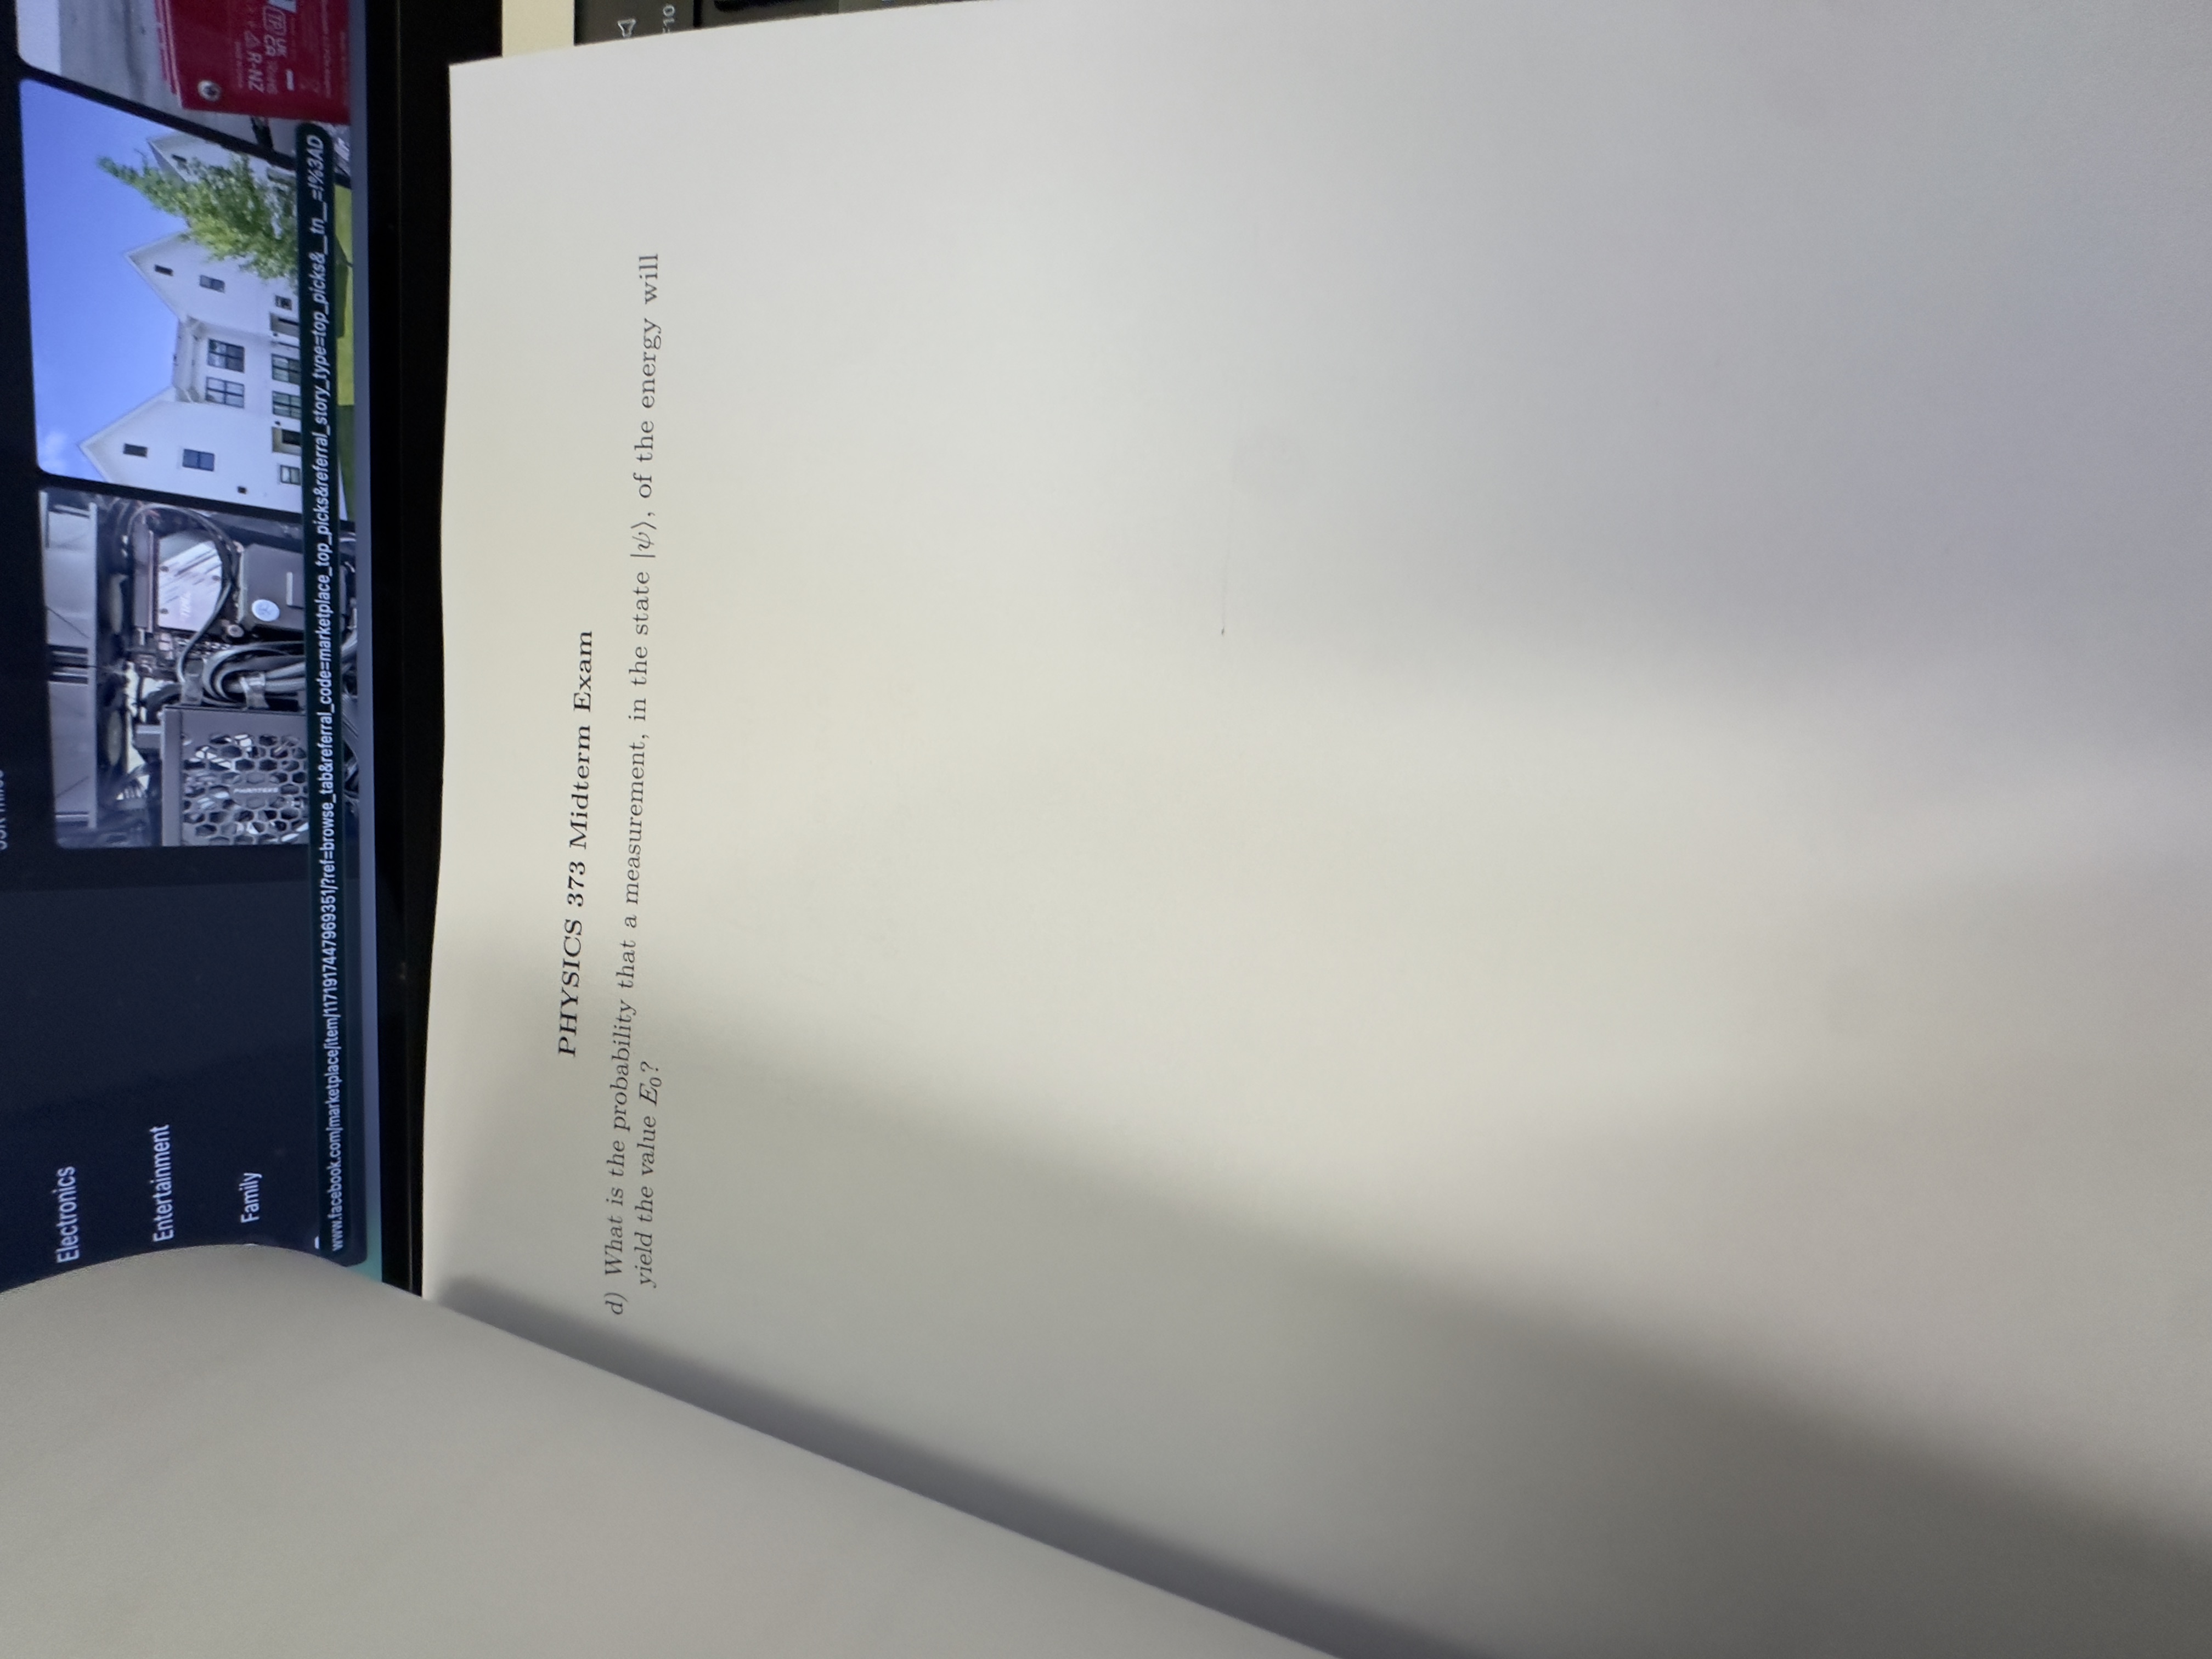 Electronics
Entertainment
Family
www.facebook.com/marketplace/item/1171917447969351/?ref=browse_tab&referral_code=marketplace_top_picks&referral_story_type=top_picks&__tn__=!%3AD
R-NZ
PHYSICS 373 Midterm Exam
d) What is the probability that a measurement, in the state |ψ⟩, of the energy will
yield the value E₀?
F10